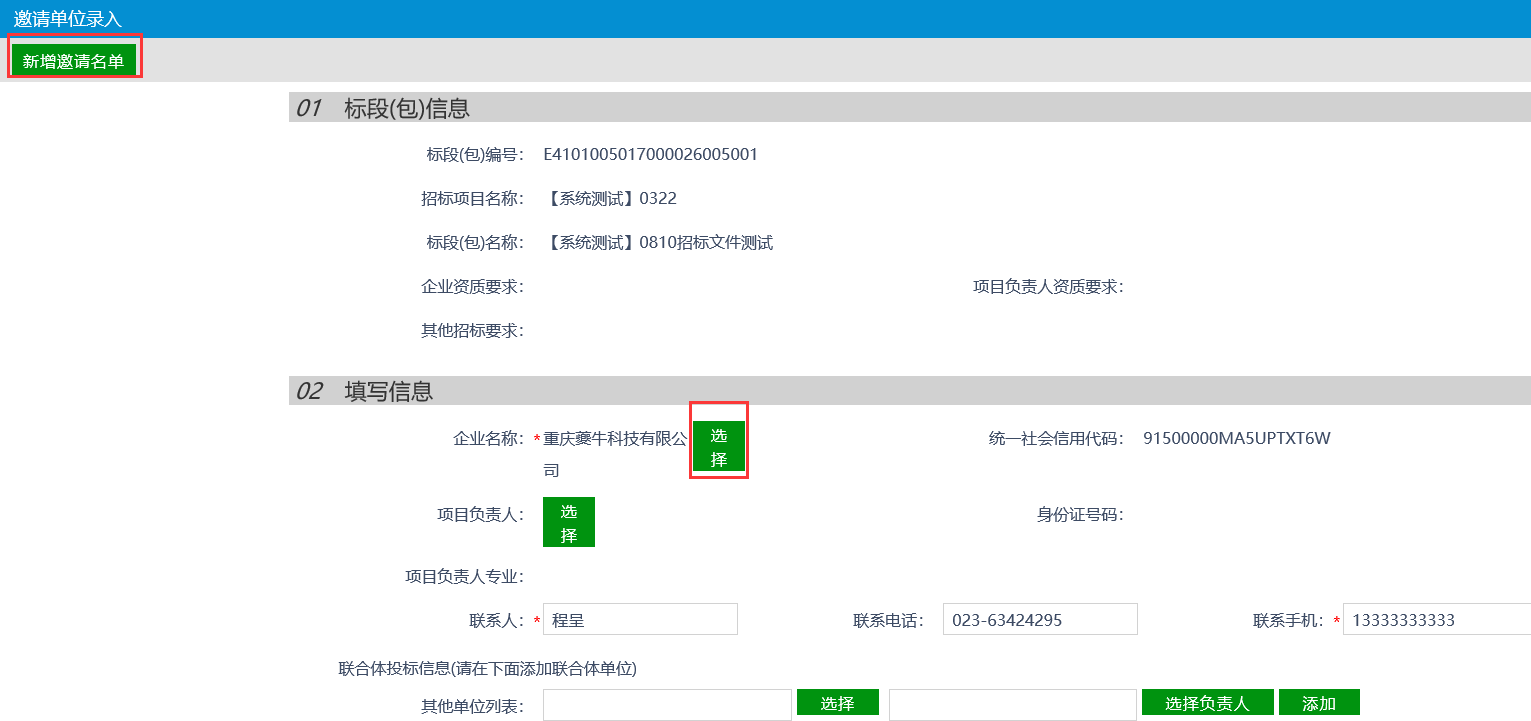 邀请单位录入
新增邀请名单
01 标段(包)信息
标段(包)编号: E4101005017000026005001
招标项目名称: 【系统测试】0322
标段(包)名称: 【系统测试】0810招标文件测试
企业资质要求: 项目负责人资质要求:
其他招标要求:
02 填写信息
企业名称: *重庆夔牛科技有限公 选 统一社会信用代码: 91500000MA5UPTXT6W
司 择
项目负责人: 选 身份证号码:
择
项目负责人专业:
联系人: * 程呈 联系电话: 023-63424295 联系手机: * 13333333333
联合体投标信息(请在下面添加联合体单位)
其他单位列表: 选择 选择负责人 添加